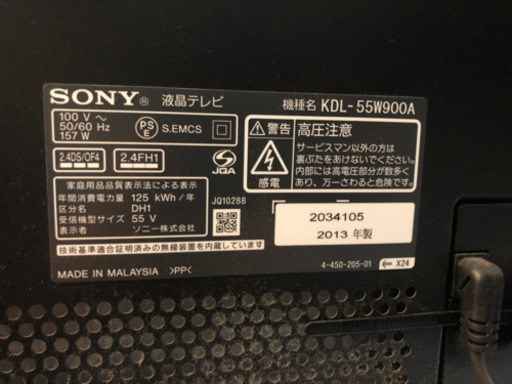 SONY® 液晶テレビ 機種名 KDL-55W900A
100 V～
50/60 Hz
157 W
PS
E
S.EMCS
2.4DS/OF4 2.4FH1
JQA
警告 高圧注意
サービスマン以外の方は
裏ぶたをあけないでください。
内部には高電圧部分が数多く
あり、万一さわると危険です。
感電
家庭用品品質表示法による表示
年間消費電力量 125 kWh/年
区分名 DH1
受信機型サイズ 55 V
表示者 ソニー株式会社
JQ10288
技術基準適合証明済みの無線装置を内蔵しています。
2034105
2013 年製
MADE IN MALAYSIA >PP<
4-450-205-01 X24